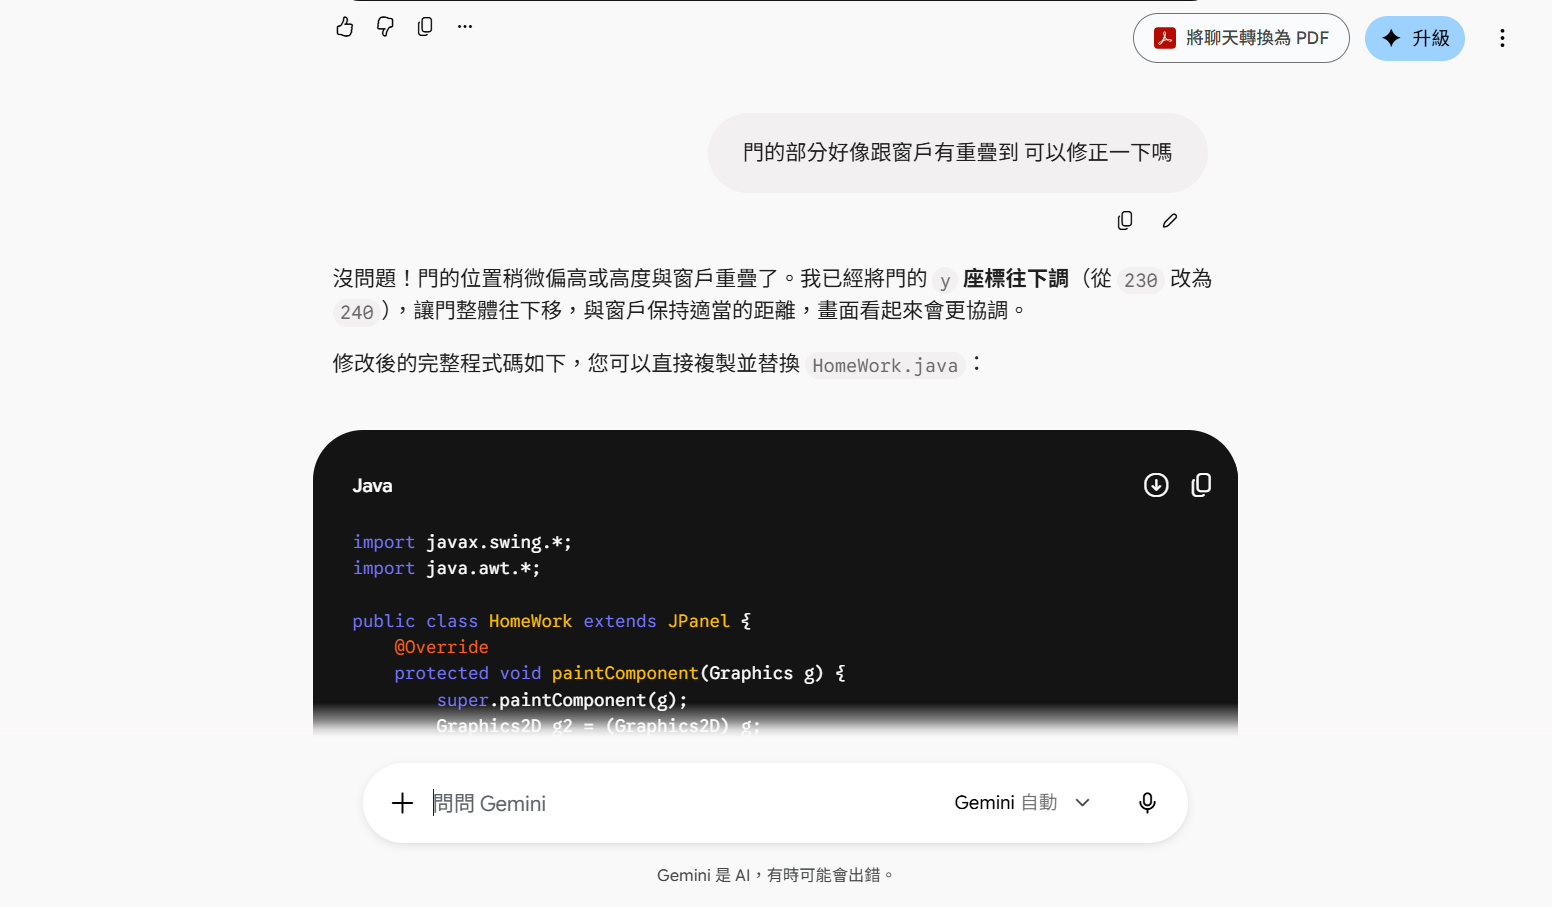 將聊天轉換為 PDF
升級
門的部分好像跟窗戶有重疊到 可以修正一下嗎
沒問題！門的位置稍微偏高或高度與窗戶重疊了。我已經將門的 y 座標往下調（從 230 改為
240），讓門整體往下移，與窗戶保持適當的距離，畫面看起來會更協調。
修改後的完整程式碼如下，您可以直接複製並替換 HomeWork.java：
Java
import javax.swing.*;
import java.awt.*;
public class HomeWork extends JPanel {
@Override
protected void paintComponent(Graphics g) {
super.paintComponent(g);
Graphics2D g2 = (Graphics2D) g;
問問 Gemini
Gemini 自動
Gemini 是 AI，有時可能會出錯。